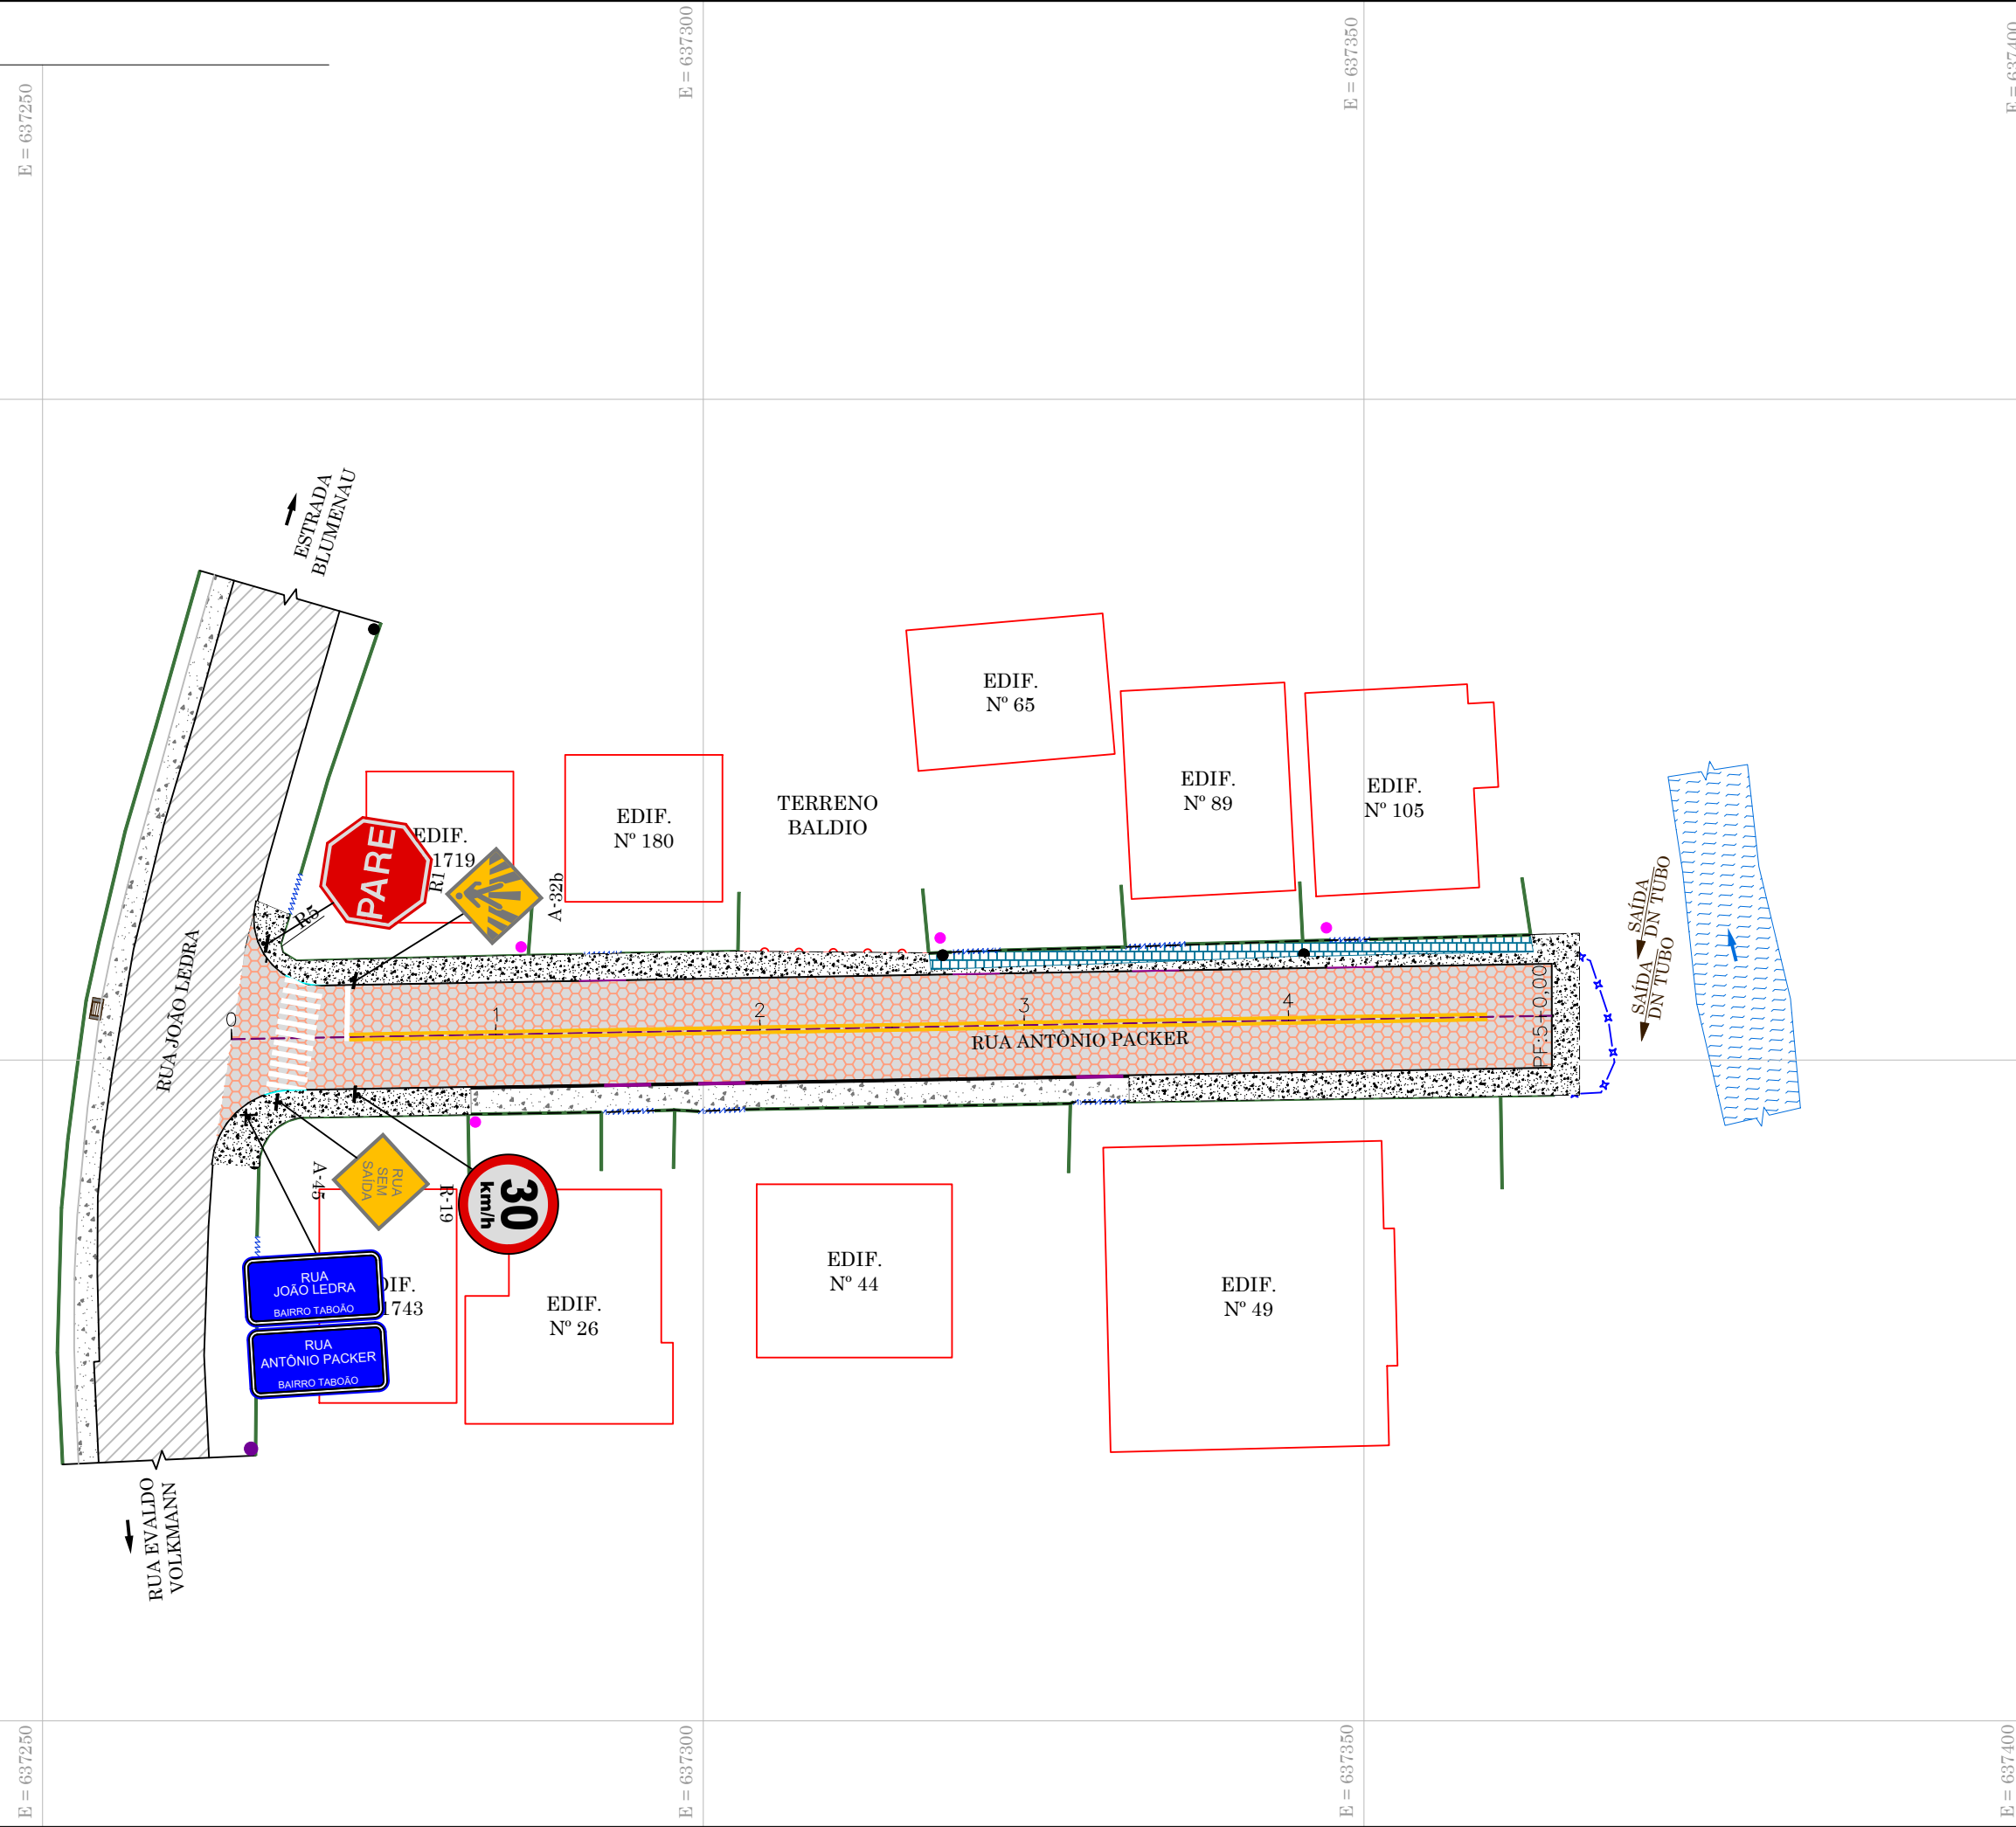 E = 637250
E = 637300
E = 637350
E = 637400
ESTRADA
BLUMENAU
EDIF.
Nº 65
EDIF.
Nº 89
EDIF.
Nº 105
TERRENO
BALDIO
EDIF.
Nº 180
EDIF.
1719
PARE
R1
A-32b
R5
SAÍDA
DN TUBO
SAÍDA
DN TUBO
RUA JOÃO LEDRA
0
1
2
3
4
PF:5+0,00
RUA ANTÔNIO PACKER
A-45
RUA
SEM
SAÍDA
R-19
30
km/h
RUA
JOÃO LEDRA
BAIRRO TABOÃO
RUA
ANTÔNIO PACKER
BAIRRO TABOÃO
DIF.
1743
EDIF.
Nº 26
EDIF.
Nº 44
EDIF.
Nº 49
RUA EVALDO
VOLKMANN
E = 637250
E = 637300
E = 637350
E = 637400